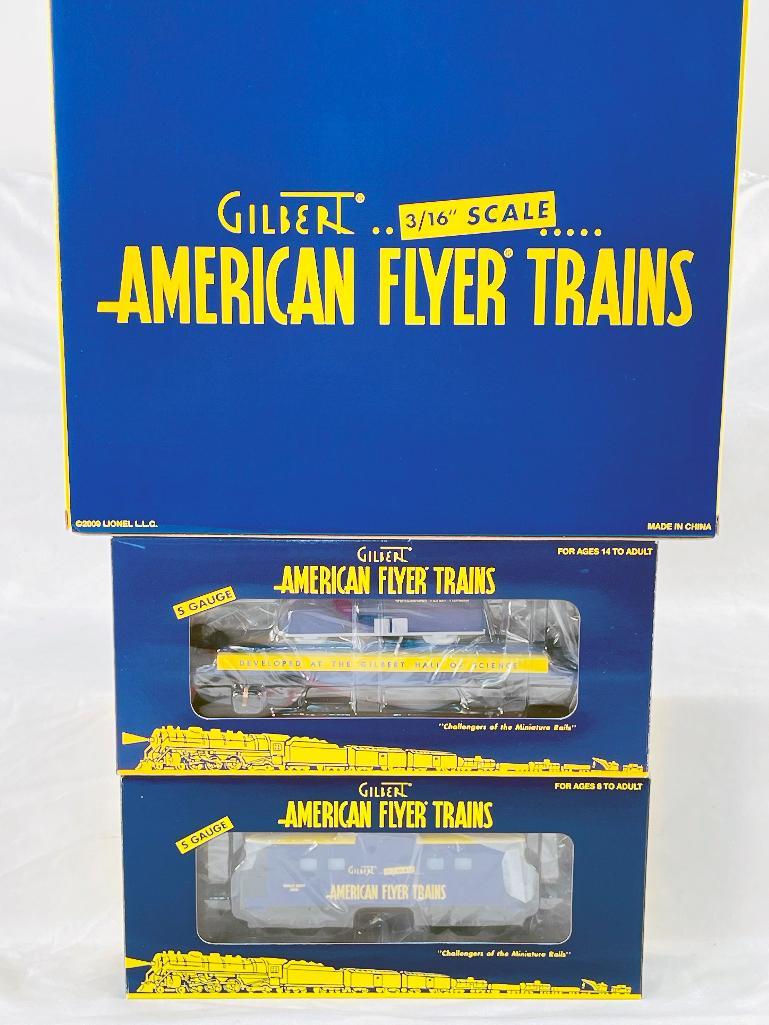 GILBERT® ..3/16" SCALE.....
AMERICAN FLYER® TRAINS
©2009 LIONEL L.L.C.
MADE IN CHINA
GILBERT®
FOR AGES 14 TO ADULT
AMERICAN FLYER® TRAINS
S GAUGE
DEVELOPED AT THE GILBERT HALL OF SCIENCE
"Challengers of the Miniature Rails"
GILBERT®
FOR AGES 8 TO ADULT
AMERICAN FLYER® TRAINS
S GAUGE
GILBERT
AMERICAN FLYER TRAINS
"Challengers of the Miniature Rails"